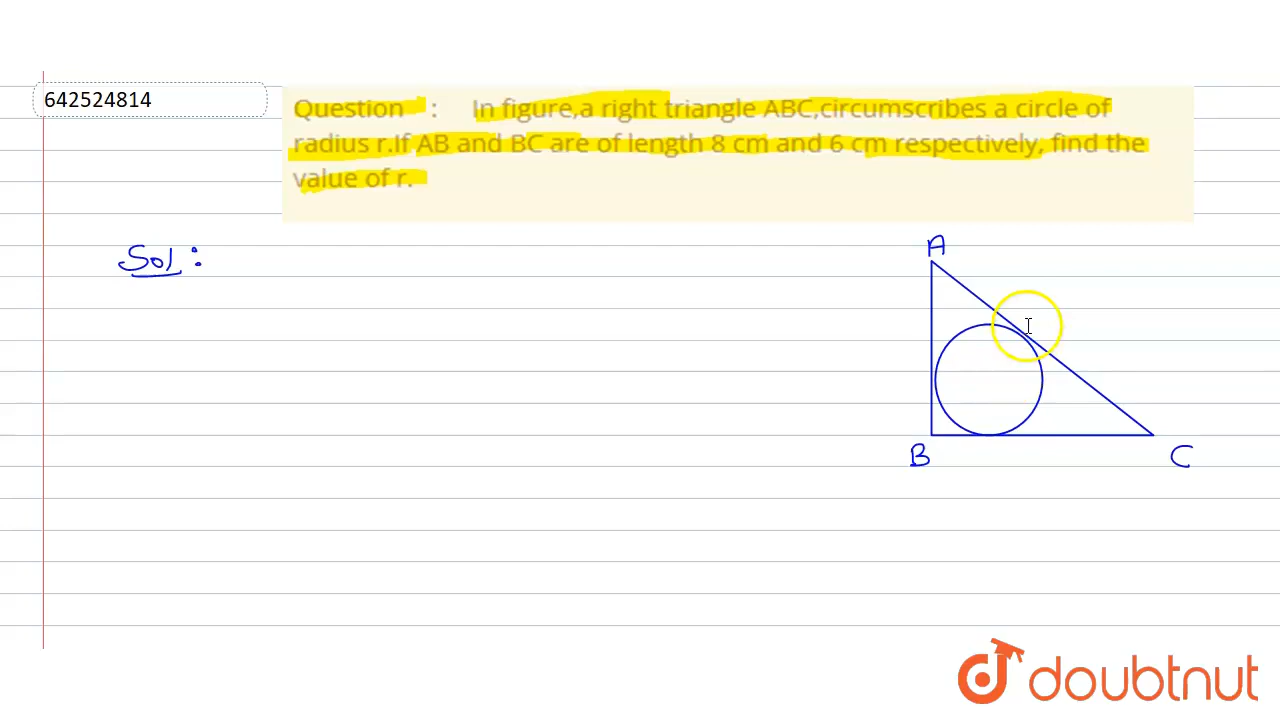 642524814
Question : In figure,a right triangle ABC,circumscribes a circle of
radius r.If AB and BC are of length 8 cm and 6 cm respectively, find the
value of r.
Sol :
A
B
C
doubtnut